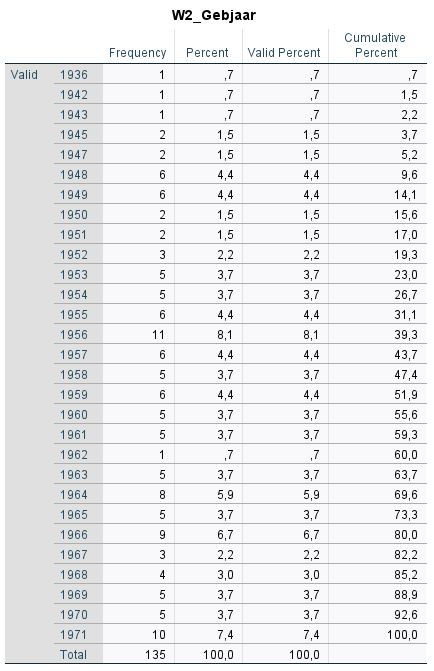 W2_Gebjaar
Frequency Percent Valid Percent Cumulative Percent
Valid 1936 1 ,7 ,7 ,7
1942 1 ,7 ,7 1,5
1943 1 ,7 ,7 2,2
1945 2 1,5 1,5 3,7
1947 2 1,5 1,5 5,2
1948 6 4,4 4,4 9,6
1949 6 4,4 4,4 14,1
1950 2 1,5 1,5 15,6
1951 2 1,5 1,5 17,0
1952 3 2,2 2,2 19,3
1953 5 3,7 3,7 23,0
1954 5 3,7 3,7 26,7
1955 6 4,4 4,4 31,1
1956 11 8,1 8,1 39,3
1957 6 4,4 4,4 43,7
1958 5 3,7 3,7 47,4
1959 6 4,4 4,4 51,9
1960 5 3,7 3,7 55,6
1961 5 3,7 3,7 59,3
1962 1 ,7 ,7 60,0
1963 5 3,7 3,7 63,7
1964 8 5,9 5,9 69,6
1965 5 3,7 3,7 73,3
1966 9 6,7 6,7 80,0
1967 3 2,2 2,2 82,2
1968 4 3,0 3,0 85,2
1969 5 3,7 3,7 88,9
1970 5 3,7 3,7 92,6
1971 10 7,4 7,4 100,0
Total 135 100,0 100,0